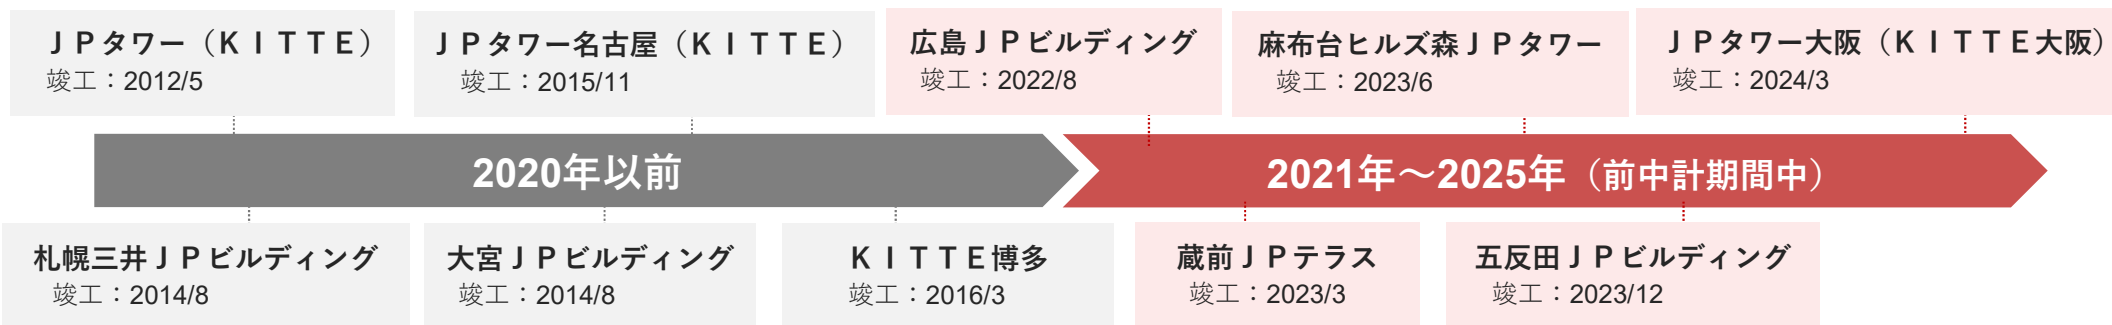 ＪＰタワー（ＫＩＴＴＥ）
竣工：2012/5
ＪＰタワー名古屋（ＫＩＴＴＥ）
竣工：2015/11
広島ＪＰビルディング
竣工：2022/8
麻布台ヒルズ森ＪＰタワー
竣工：2023/6
ＪＰタワー大阪（ＫＩＴＴＥ大阪）
竣工：2024/3
2020年以前
2021年～2025年（前中計期間中）
札幌三井ＪＰビルディング
竣工：2014/8
大宮ＪＰビルディング
竣工：2014/8
ＫＩＴＴＥ博多
竣工：2016/3
蔵前ＪＰテラス
竣工：2023/3
五反田ＪＰビルディング
竣工：2023/12